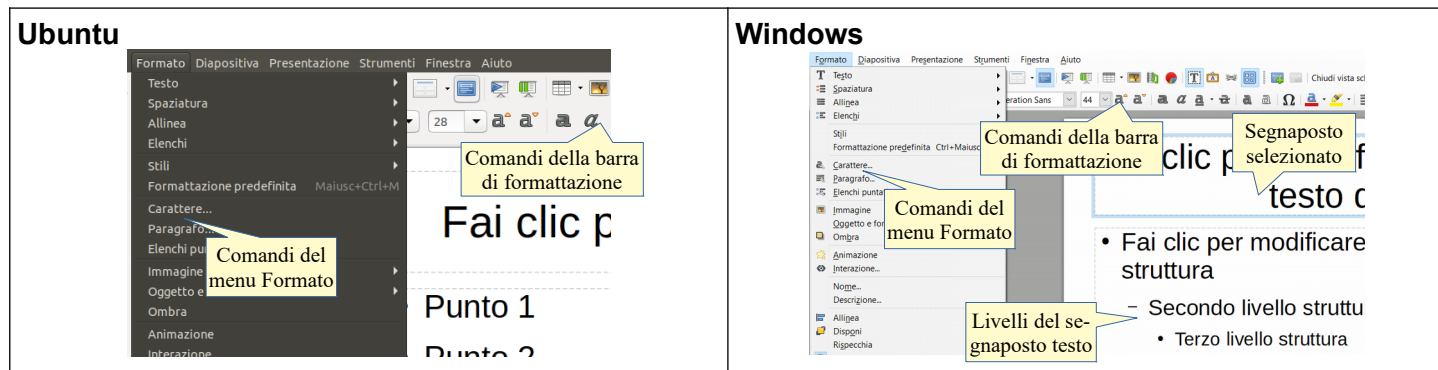 Ubuntu
Formato Diapositiva Presentazione Strumenti Finestra Aiuto
Testo
Spaziatura
Allinea
Elenchi
28
Stili
Formattazione predefinita Maiusc+Ctrl+M
Carattere...
Paragrafo...
Elenchi pu
Immagine
Oggetto e
Ombra
Animazione
Interazione
Comandi della barra
di formattazione
Comandi del
menu Formato
Fai clic p
Punto 1
Punto 2
Windows
Formato Diapositiva Presentazione Strumenti Finestra Aiuto
Testo
Spaziatura
Allinea
Elenchi
Chiudi vista scl
eration Sans 44
Stili
Formattazione predefinita Ctrl+Maiusc
Carattere...
Paragrafo...
Elenchi punta
Immagine
Oggetto e for
Ombra
Animazione
Interazione...
Nome...
Descrizione...
Allinea
Disponi
Rispecchia
Comandi della barra
di formattazione
Segnaposto
selezionato
Comandi del
menu Formato
Livelli del se-
gnaposto testo
clic p
testo d
• Fai clic per modificare
struttura
– Secondo livello struttu
• Terzo livello struttura